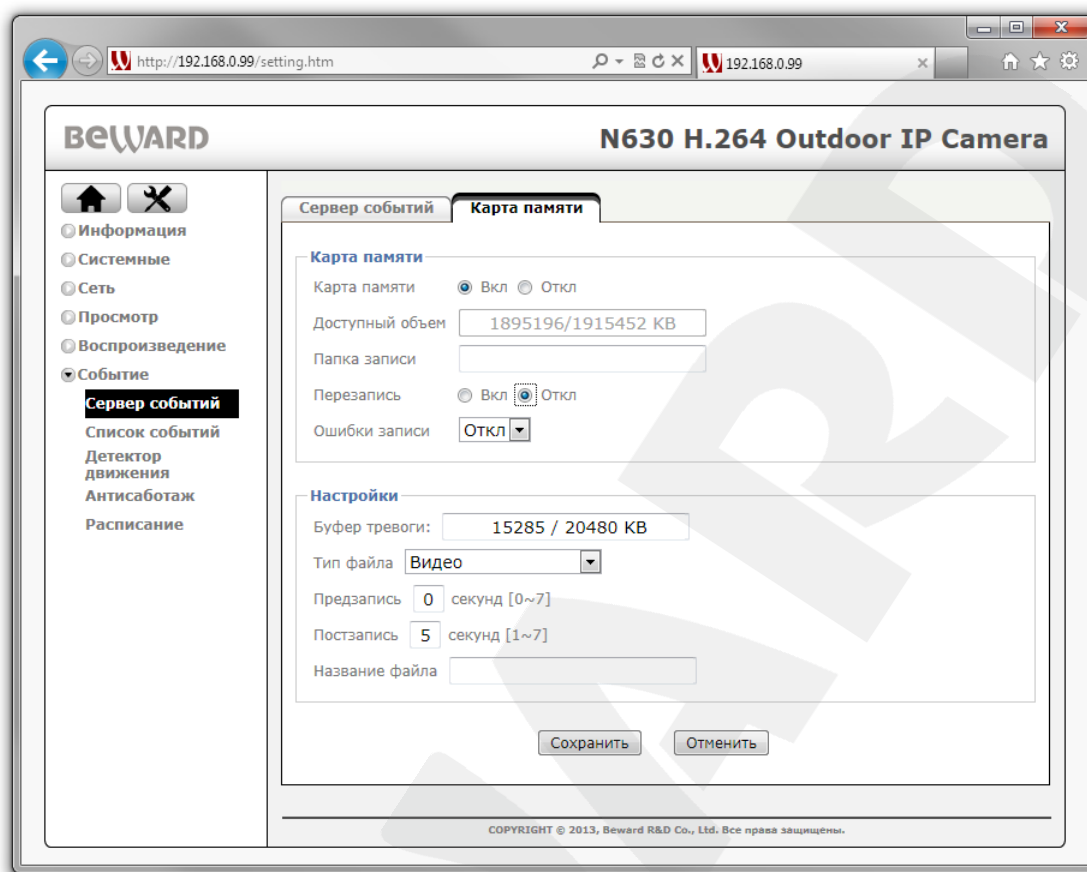 http://192.168.0.99/setting.htm
192.168.0.99
BEWARD
N630 H.264 Outdoor IP Camera
Информация
Системные
Сеть
Просмотр
Воспроизведение
Событие
Сервер событий
Список событий
Детектор
движения
Антисаботаж
Расписание
Сервер событий Карта памяти
Карта памяти
Карта памяти Вкл Откл
Доступный объем 1895196/1915452 KB
Папка записи
Перезапись Вкл Откл
Ошибки записи Откл
Настройки
Буфер тревоги: 15285 / 20480 KB
Тип файла Видео
Предзапись 0 секунд [0~7]
Постзапись 5 секунд [1~7]
Название файла
Сохранить Отменить
COPYRIGHT © 2013, Beward R&D Co., Ltd. Все права защищены.